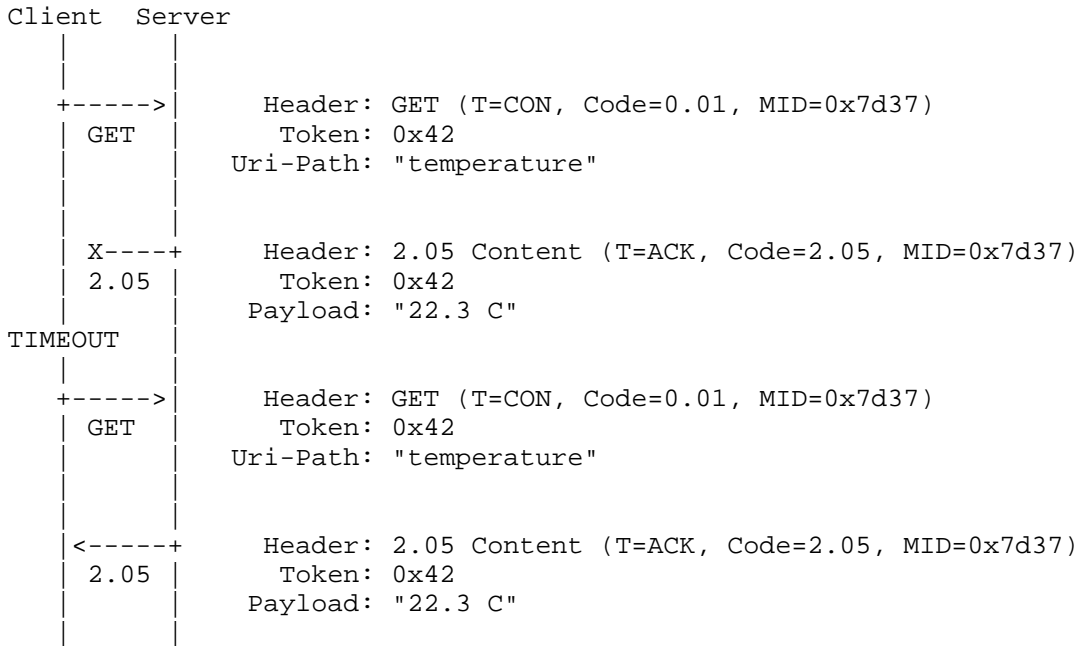 Client  Server
   |      |
   |      |
   +----->|     Header: GET (T=CON, Code=0.01, MID=0x7d37)
   | GET  |      Token: 0x42
   |      |   Uri-Path: "temperature"
   |      |
   |      |
   | X----+     Header: 2.05 Content (T=ACK, Code=2.05, MID=0x7d37)
   | 2.05 |      Token: 0x42
   |      |    Payload: "22.3 C"
TIMEOUT   |
   |      |
   +----->|     Header: GET (T=CON, Code=0.01, MID=0x7d37)
   | GET  |      Token: 0x42
   |      |   Uri-Path: "temperature"
   |      |
   |      |
   |<-----+     Header: 2.05 Content (T=ACK, Code=2.05, MID=0x7d37)
   | 2.05 |      Token: 0x42
   |      |    Payload: "22.3 C"
   |      |